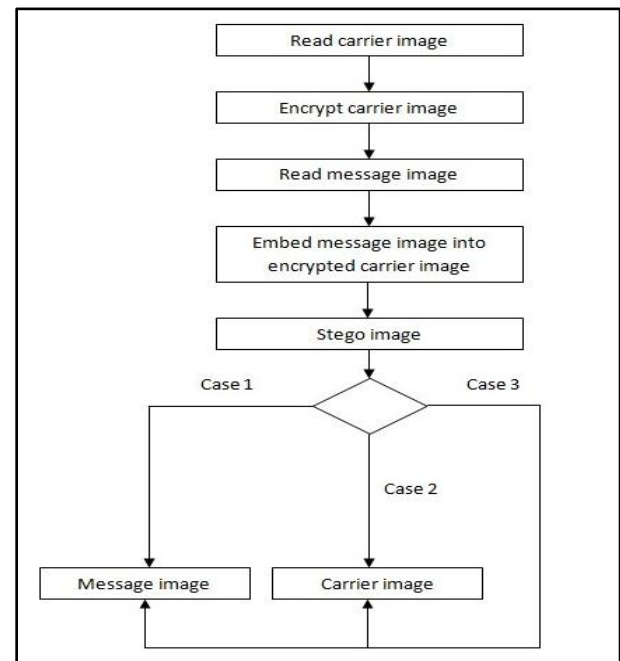 Read carrier image
Encrypt carrier image
Read message image
Embed message image into
encrypted carrier image
Stego image
Case 1
Case 3
Case 2
Message image
Carrier image